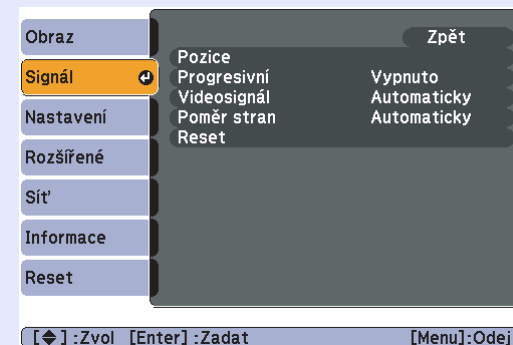 Obraz
Signál
Nastavení
Rozšířené
Síť
Informace
Reset
Zpět
Pozice
Progresivní Vypnuto
Videosignál Automaticky
Poměr stran Automaticky
Reset
[◆] :Zvol [Enter] :Zadat [Menu]:Odej